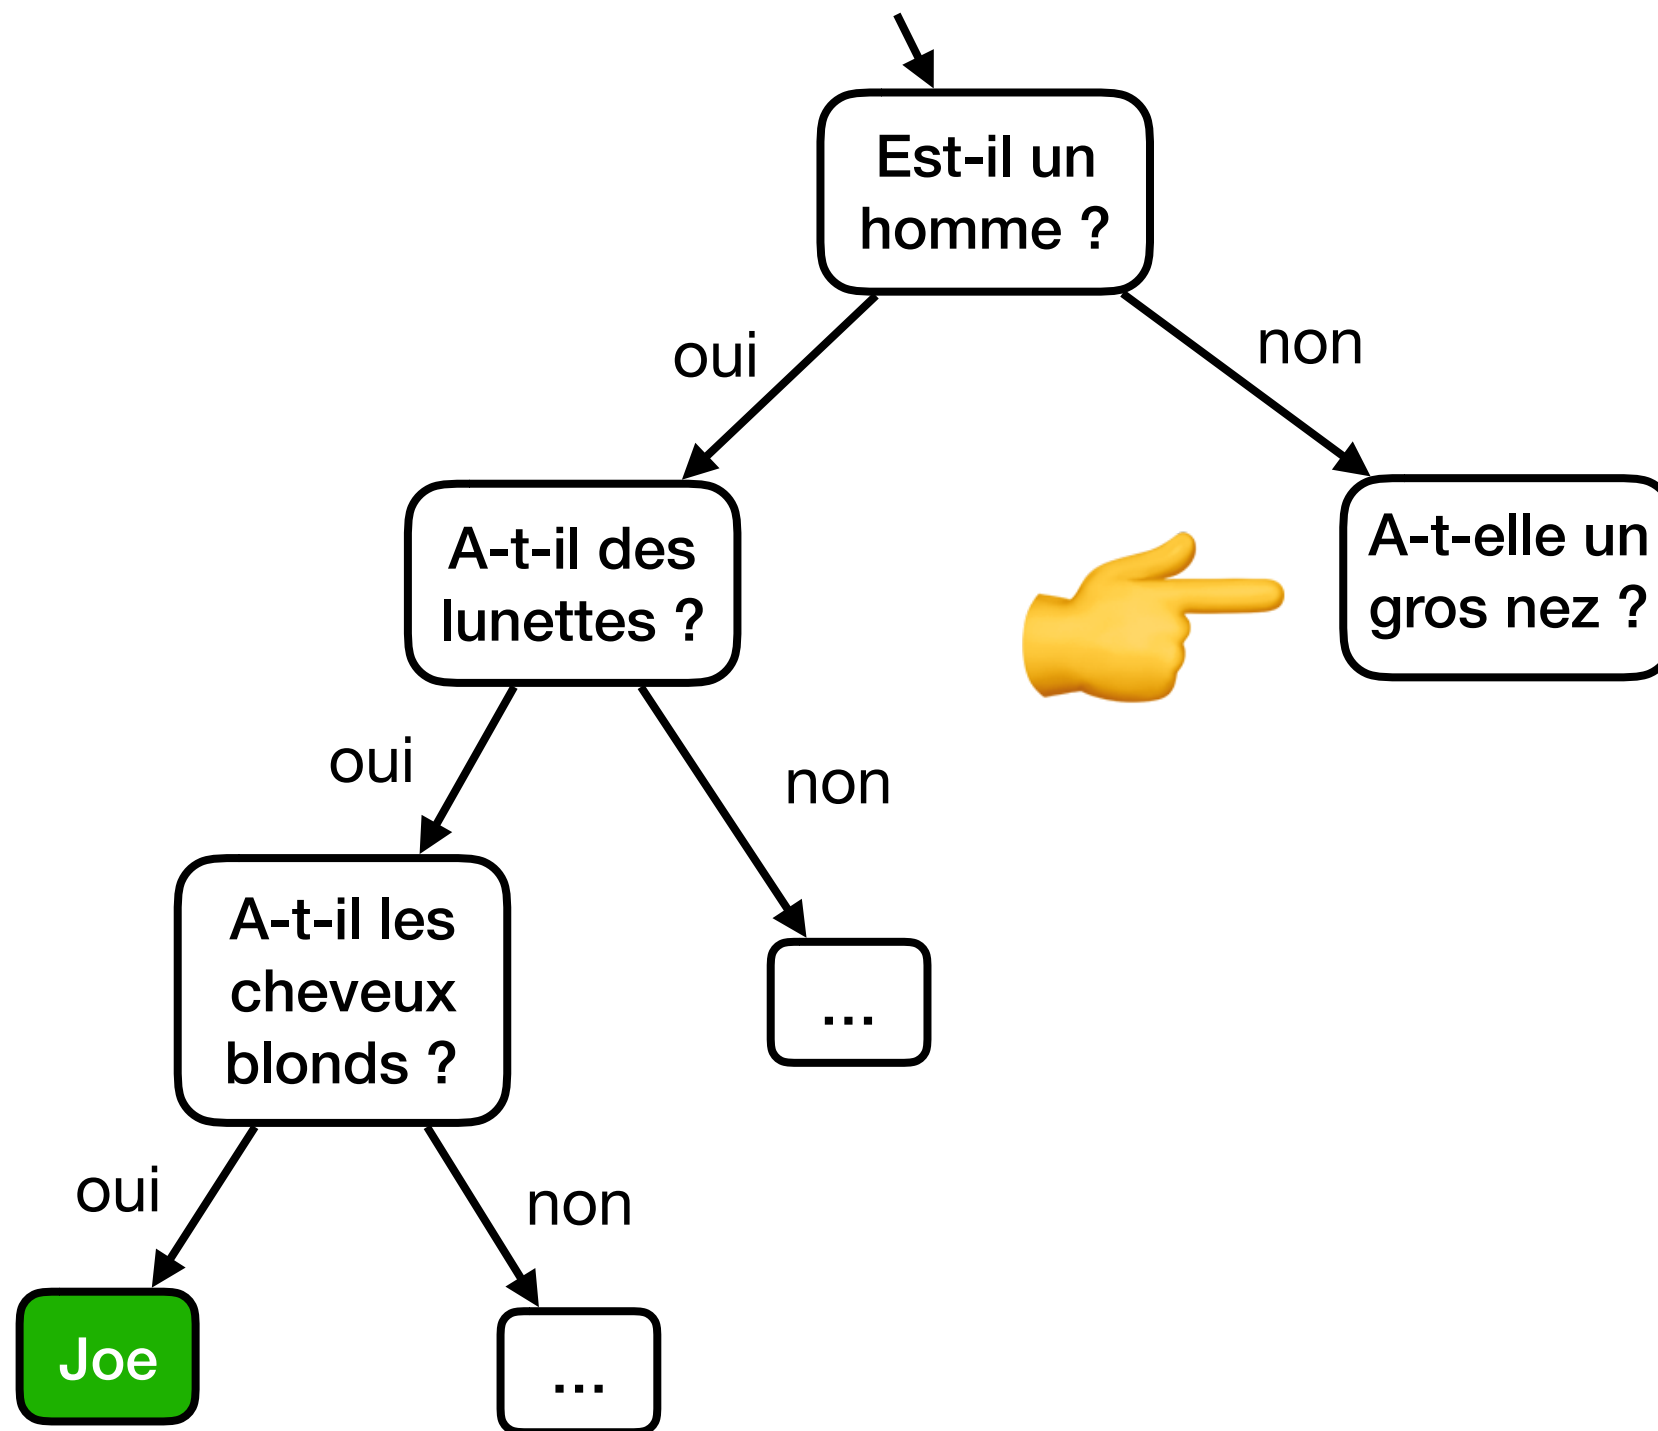 Est-il un
homme ?
oui
non
A-t-il des
lunettes ?
A-t-elle un
gros nez ?
oui
non
A-t-il les
cheveux
blonds ?
...
oui
non
Joe
...